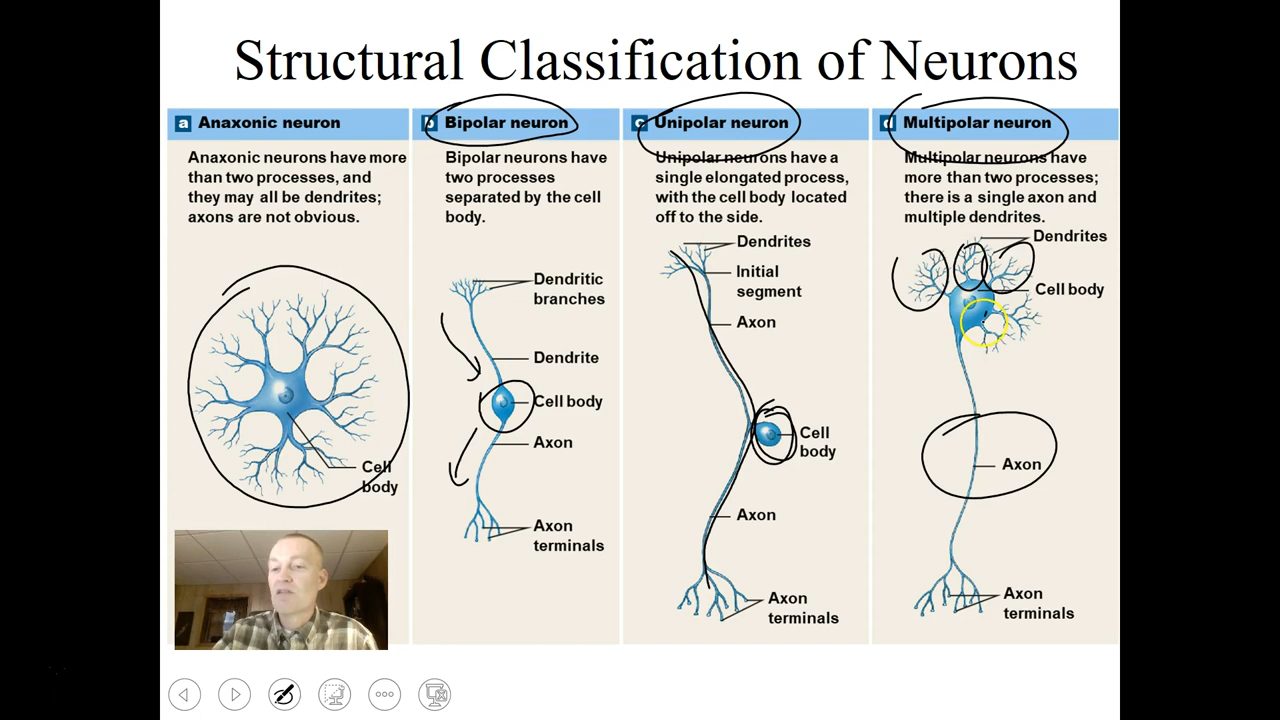 Structural Classification of Neurons
a Anaxonic neuron
Anaxonic neurons have more
than two processes, and
they may all be dendrites;
axons are not obvious.
Cell
body
b Bipolar neuron
Bipolar neurons have
two processes
separated by the cell
body.
Dendritic
branches
Dendrite
Cell body
Axon
Axon
terminals
c Unipolar neuron
Unipolar neurons have a
single elongated process,
with the cell body located
off to the side.
Dendrites
Initial
segment
Axon
Cell
body
Axon
Axon
terminals
d Multipolar neuron
Multipolar neurons have
more than two processes;
there is a single axon and
multiple dendrites.
Dendrites
Cell body
Axon
Axon
terminals